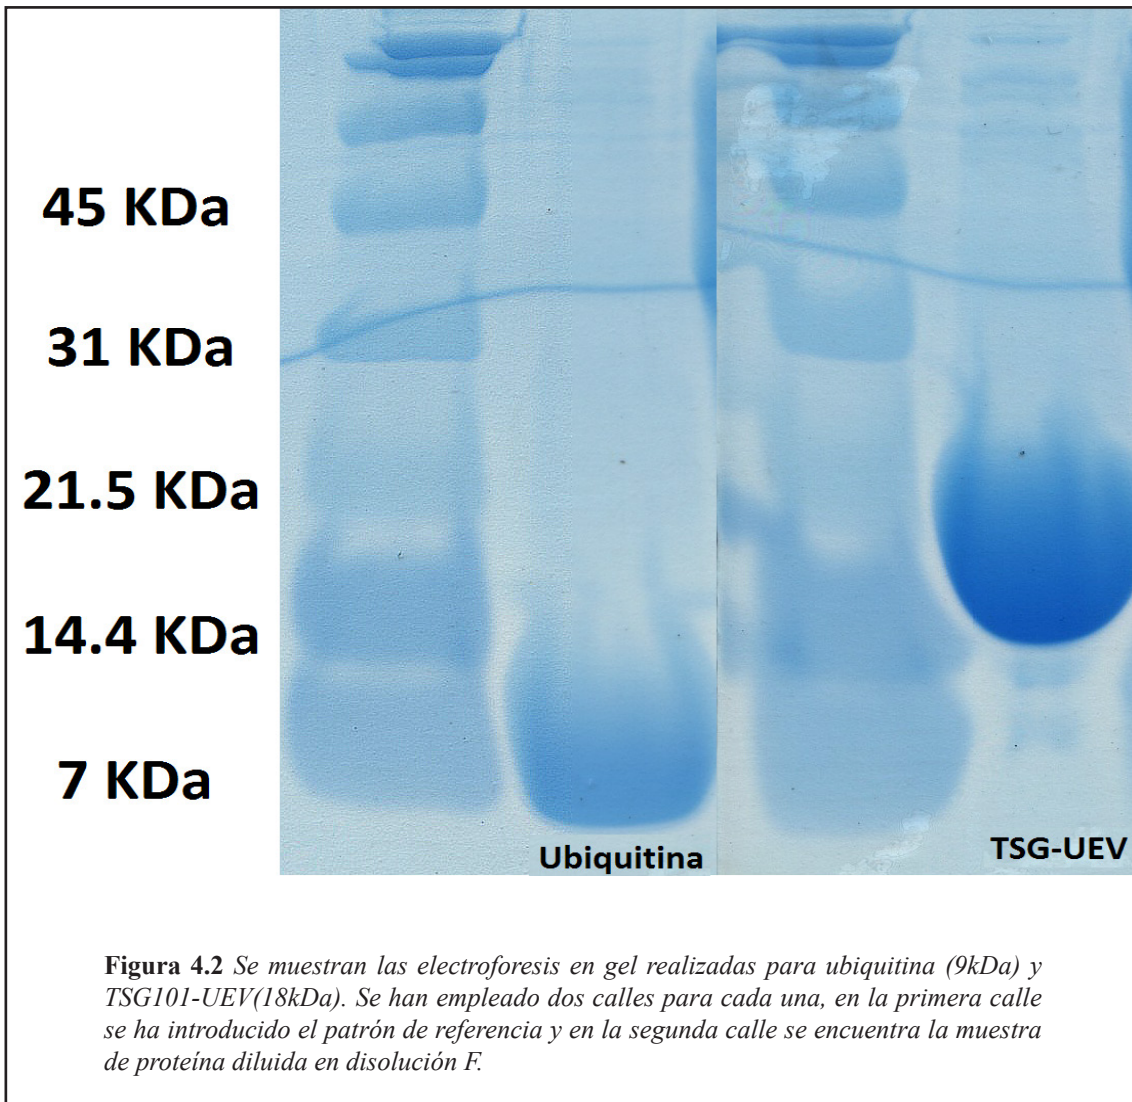 45 KDa
31 KDa
21.5 KDa
14.4 KDa
7 KDa
Ubiquitina
TSG-UEV
Figura 4.2 Se muestran las electroforesis en gel realizadas para ubiquitina (9kDa) y
TSG101-UEV(18kDa). Se han empleado dos calles para cada una, en la primera calle
se ha introducido el patrón de referencia y en la segunda calle se encuentra la muestra
de proteína diluida en disolución F.